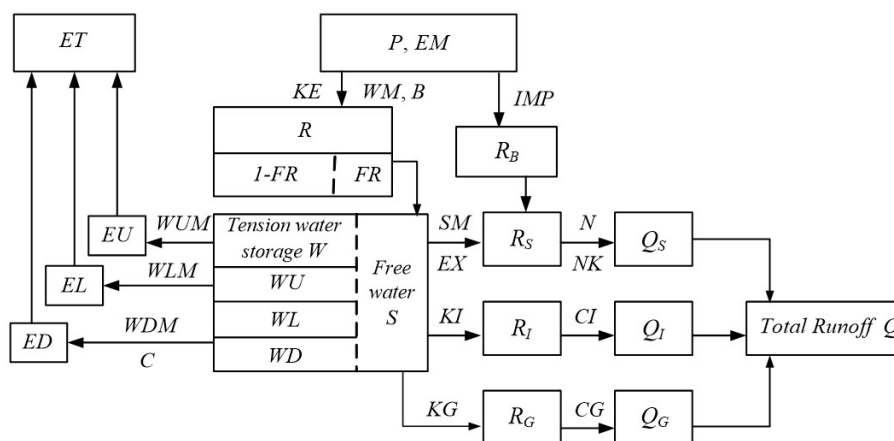 ET
P, EM
KE
WM, B
IMP
R
R_B
1-FR
FR
WUM
Tension water
storage W
SM
N
EU
R_S
Q_S
EX
NK
WLM
Free
water
S
EL
WU
WDM
WL
KI
R_I
CI
Q_I
Total Runoff Q
ED
C
WD
KG
R_G
CG
Q_G